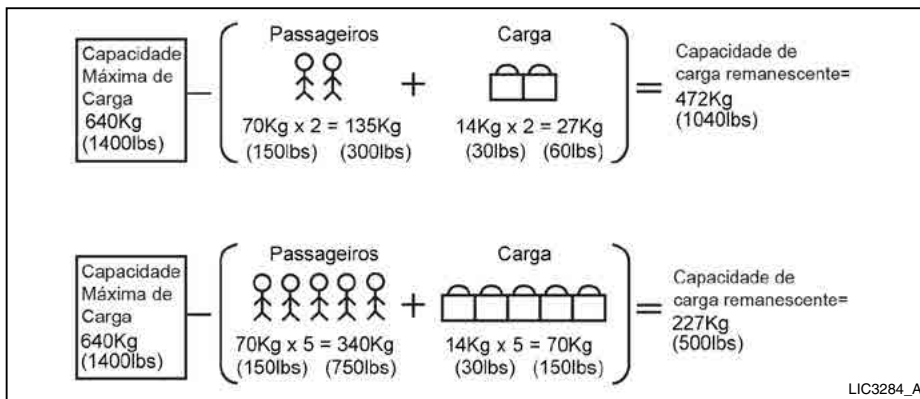 Capacidade
Máxima de
Carga
640Kg
(1400lbs)
Passageiros
70Kg x 2 = 135Kg
(150lbs) (300lbs)
+
Carga
14Kg x 2 = 27Kg
(30lbs) (60lbs)
=
Capacidade de
carga remanescente=
472Kg
(1040lbs)
Capacidade
Máxima de
Carga
640Kg
(1400lbs)
Passageiros
70Kg x 5 = 340Kg
(150lbs) (750lbs)
+
Carga
14Kg x 5 = 70Kg
(30lbs) (150lbs)
=
Capacidade de
carga remanescente=
227Kg
(500lbs)
LIC3284_A